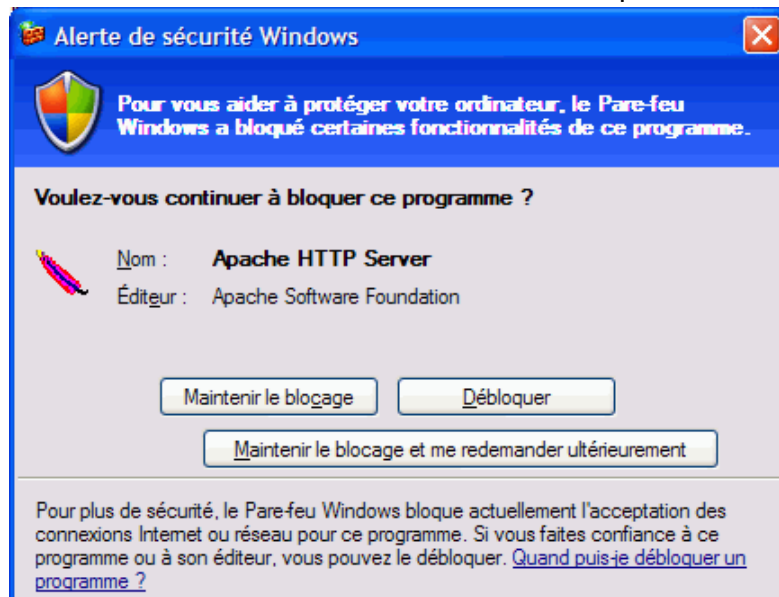 Alerte de sécurité Windows
Pour vous aider à protéger votre ordinateur, le Pare-feu
Windows a bloqué certaines fonctionnalités de ce programme.
Voulez-vous continuer à bloquer ce programme ?
Nom : Apache HTTP Server
Éditeur : Apache Software Foundation
Maintenir le blocage Débloquer
Maintenir le blocage et me redemander ultérieurement
Pour plus de sécurité, le Pare-feu Windows bloque actuellement l'acceptation des
connexions Internet ou réseau pour ce programme. Si vous faites confiance à ce
programme ou à son éditeur, vous pouvez le débloquer. Quand puis-je débloquer un
programme ?